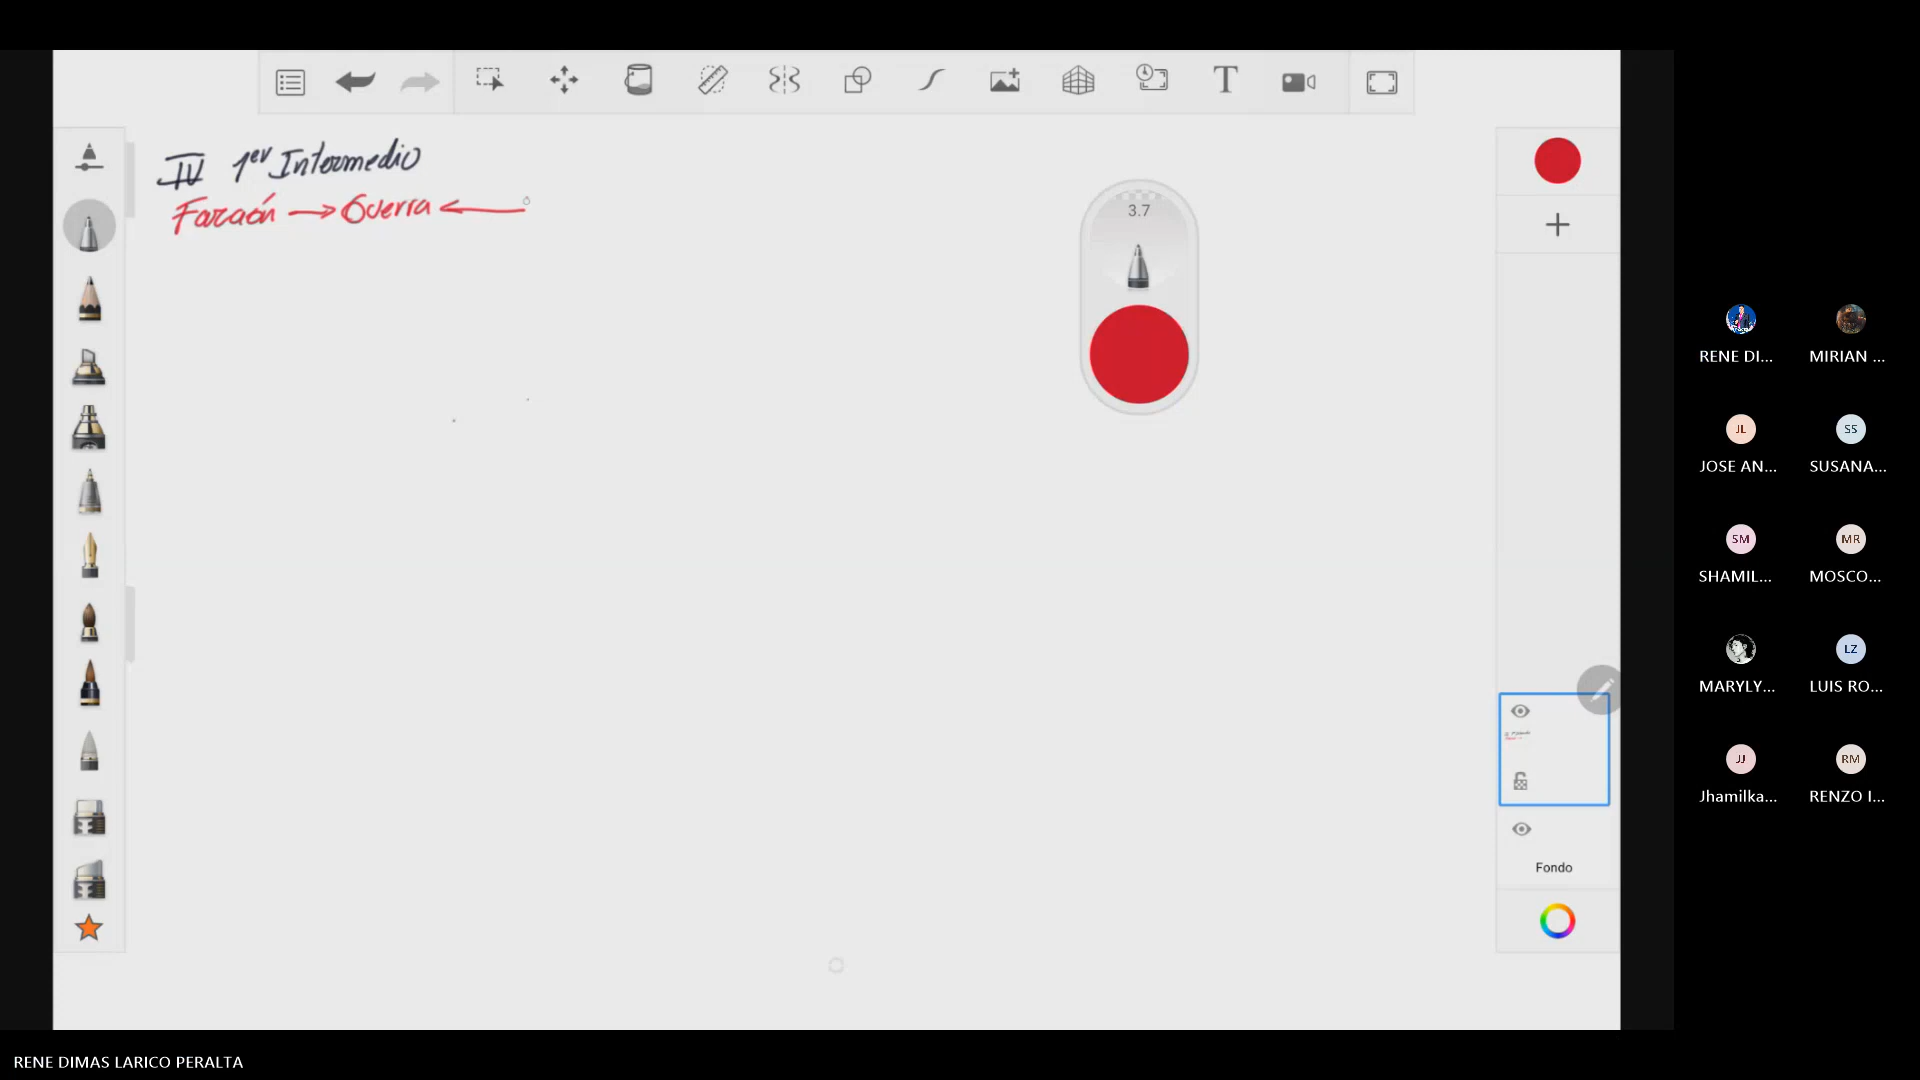 IV 1er Intermedio
Faraón → Guerra ←
3.7
T
Fondo
RENE DI... MIRIAN ...
JL SS
JOSE AN... SUSANA...
SM MR
SHAMIL... MOSCO...
LZ
MARYLY... LUIS RO...
JJ RM
Jhamilka... RENZO I...
RENE DIMAS LARICO PERALTA